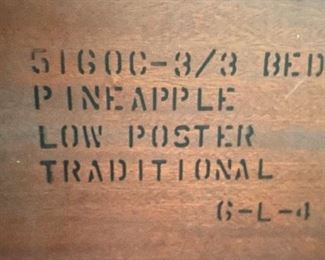 5160C-3/3 BED
PINEAPPLE
LOW POSTER
TRADITIONAL
6-L-4